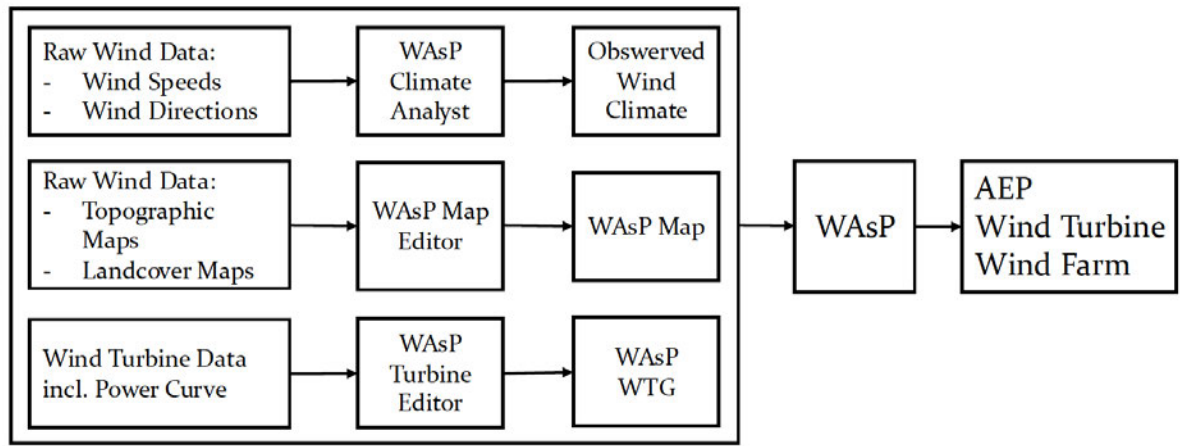 Raw Wind Data:
- Wind Speeds
- Wind Directions
WAsP
Climate
Analyst
Obswerved
Wind
Climate
Raw Wind Data:
- Topographic
Maps
- Landcover Maps
WAsP Map
Editor
WAsP Map
Wind Turbine Data
incl. Power Curve
WAsP
Turbine
Editor
WAsP
WTG
WAsP
AEP
Wind Turbine
Wind Farm